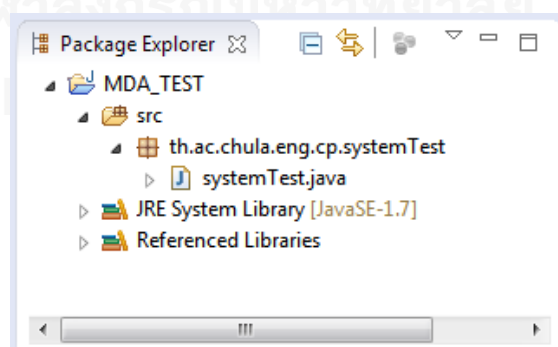 Package Explorer
MDA_TEST
src
th.ac.chula.eng.cp.systemTest
systemTest.java
JRE System Library [JavaSE-1.7]
Referenced Libraries